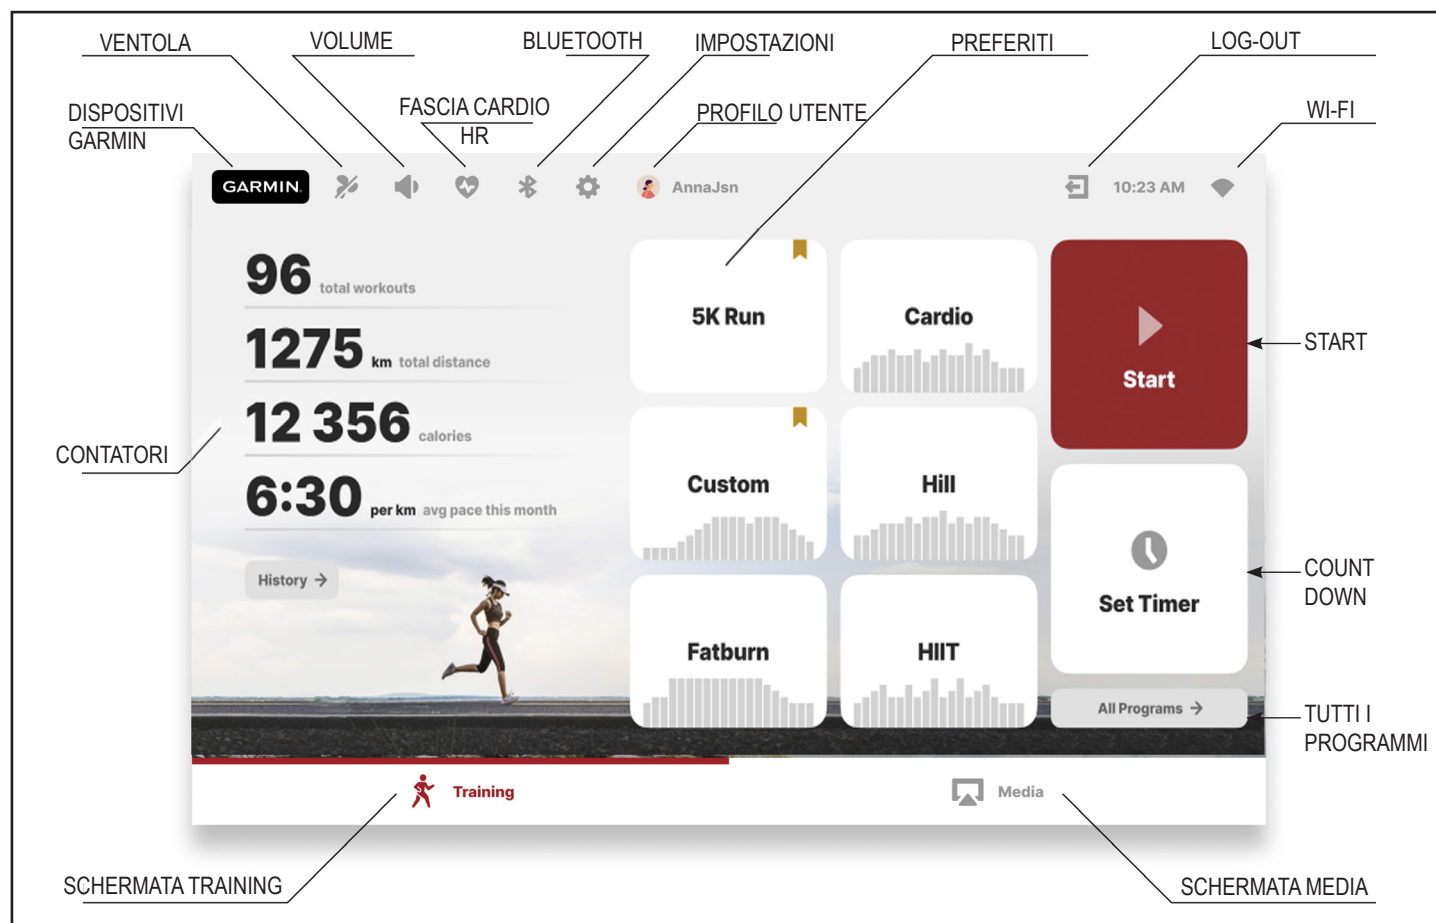 VENTOLA
VOLUME
BLUETOOTH
IMPOSTAZIONI
PREFERITI
LOG-OUT
DISPOSITIVI
GARMIN
FASCIA CARDIO
HR
PROFILO UTENTE
WI-FI
GARMIN
AnnaJsn
10:23 AM
96 total workouts
1275 km total distance
12 356 calories
6:30 per km avg pace this month
History →
5K Run
Cardio
Custom
Hill
Fatburn
HIIT
Start
Set Timer
All Programs →
START
CONTATORI
COUNT
DOWN
TUTTI I
PROGRAMMI
Training
Media
SCHERMATA TRAINING
SCHERMATA MEDIA